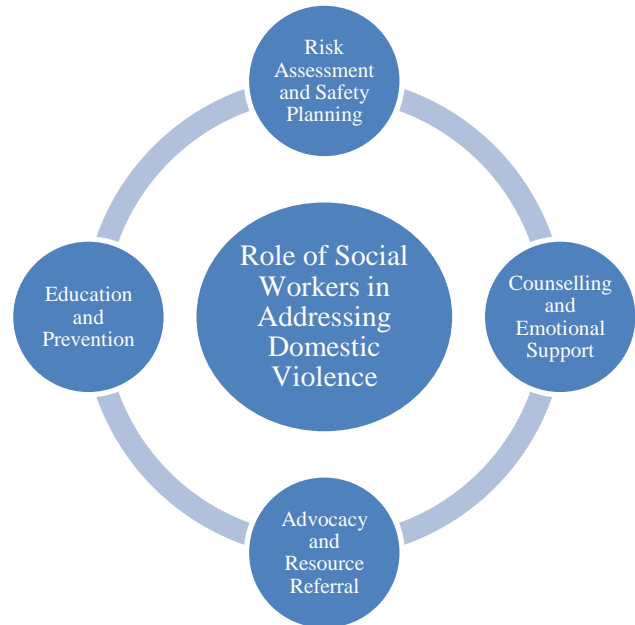 Risk
Assessment
and Safety
Planning
Role of Social
Workers in
Addressing
Domestic
Violence
Counselling
and
Emotional
Support
Advocacy
and
Resource
Referral
Education
and
Prevention